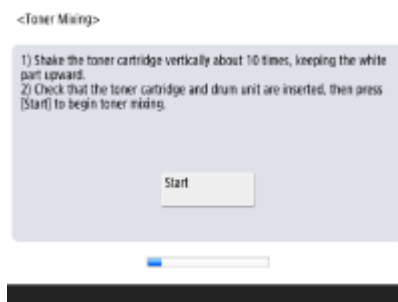 <Toner Mixing>
1) Shake the toner cartridge vertically about 10 times, keeping the white
part upward.
2) Check that the toner cartridge and drum unit are inserted, then press
[Start] to begin toner mixing.
Start